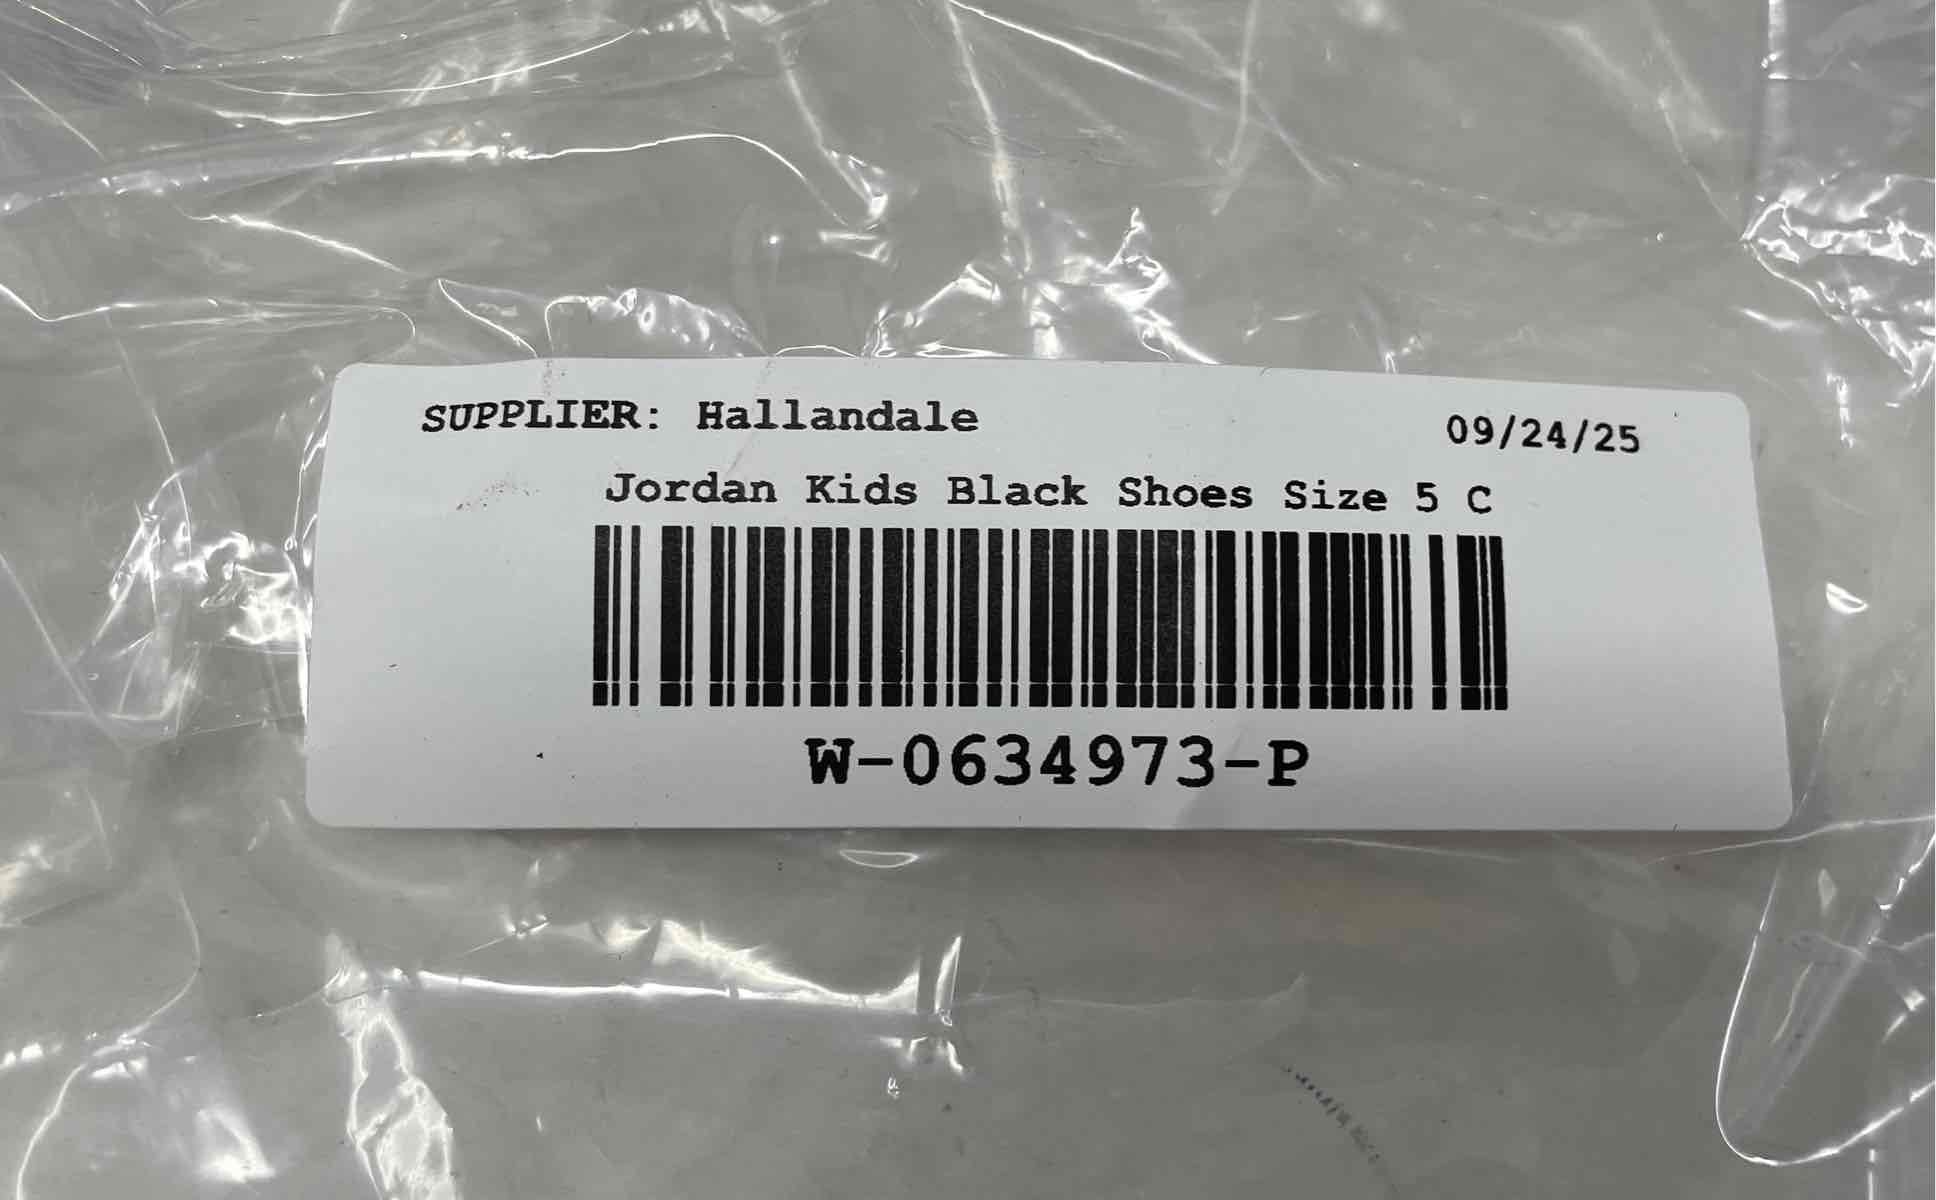 SUPPLIER: Hallandale
09/24/25
Jordan Kids Black Shoes Size 5 C
W-0634973-P